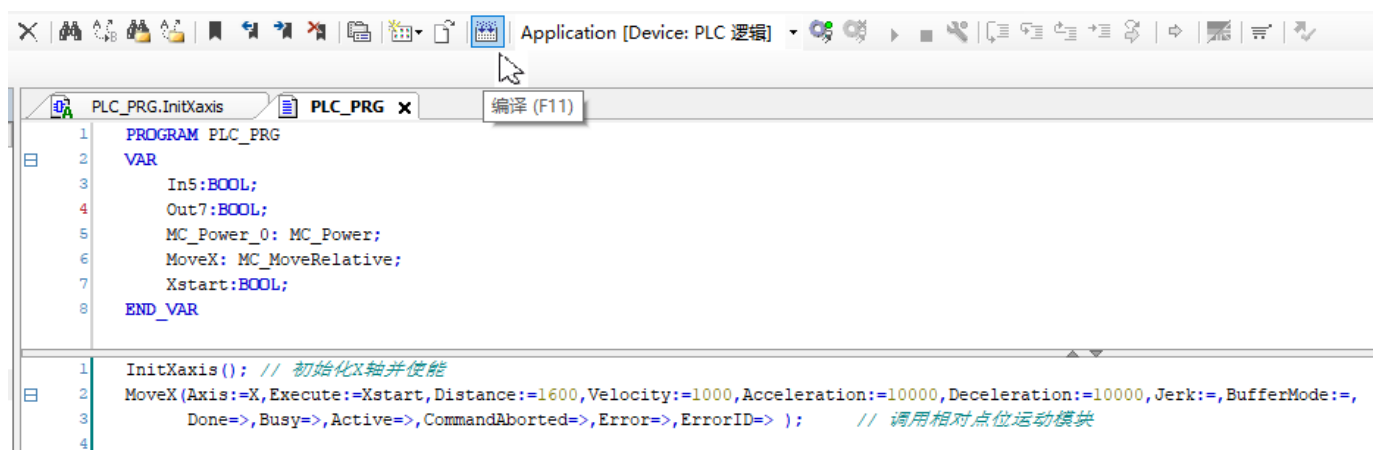 Application [Device: PLC 逻辑]
编译 (F11)
PLC_PRG.InitXaxis
PLC_PRG
1 PROGRAM PLC_PRG
2 VAR
3 In5:BOOL;
4 Out7:BOOL;
5 MC_Power_0: MC_Power;
6 MoveX: MC_MoveRelative;
7 Xstart:BOOL;
8 END_VAR
1 InitXaxis(); // 初始化X轴并使能
2 MoveX(Axis:=X,Execute:=Xstart,Distance:=1600,Velocity:=1000,Acceleration:=10000,Deceleration:=10000,Jerk:=,BufferMode:=,
3 Done=>,Busy=>,Active=>,CommandAborted=>,Error=>,ErrorID=> ); // 调用相对点位运动模块
4